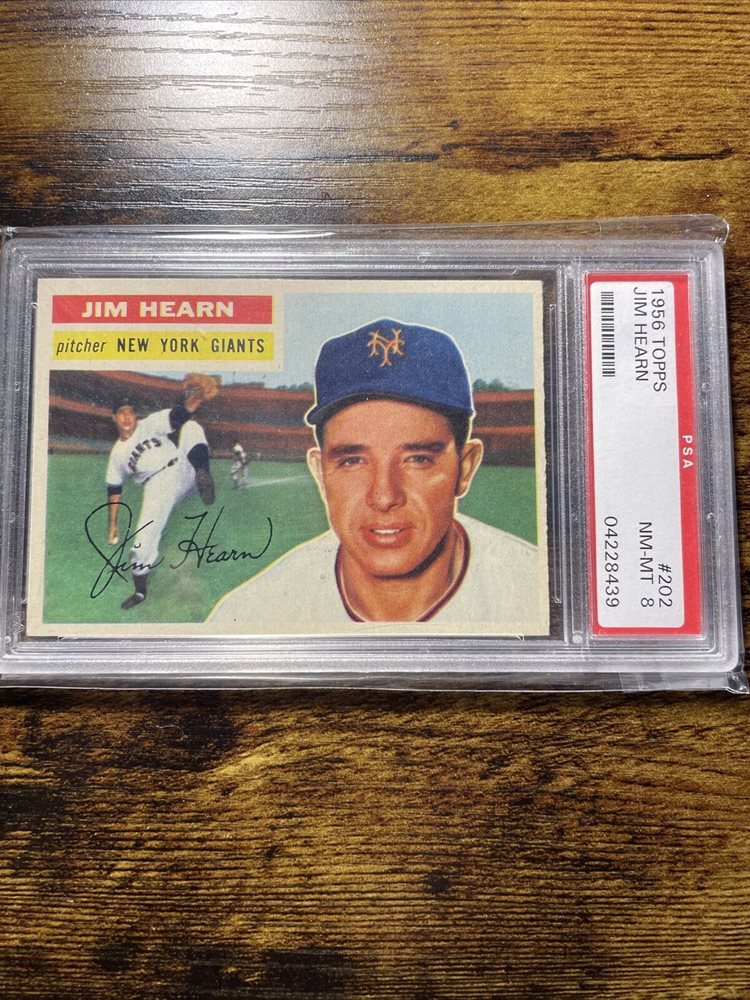 JIM HEARN
pitcher NEW YORK GIANTS
NY
GIANTS
Jim Hearn
1956 TOPPS
JIM HEARN
PSA
#202
NM-MT 8
04228439